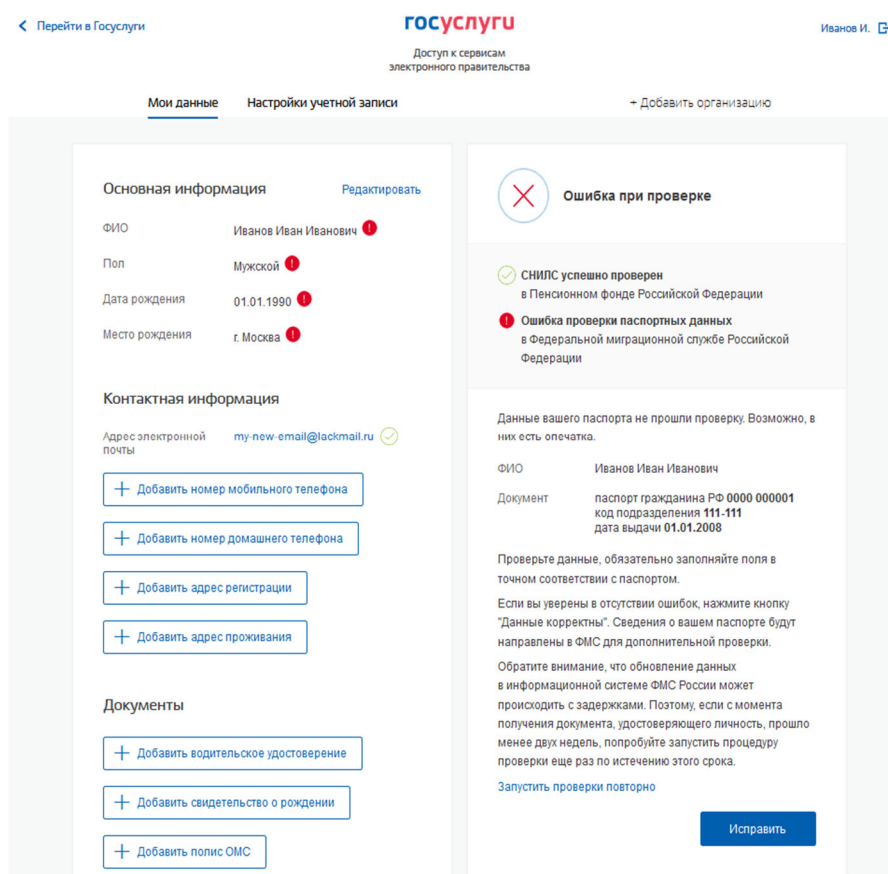 Перейти в Госуслуги
госуслуги
Иванов И.
Доступ к сервисам
электронного правительства
Мои данные
Настройки учетной записи
+ Добавить организацию
Основная информация
Редактировать
ФИО
Иванов Иван Иванович
Пол
Мужской
Дата рождения
01.01.1990
Место рождения
г. Москва
Контактная информация
Адрес электронной
почты
my-new-email@lackmail.ru
+ Добавить номер мобильного телефона
+ Добавить номер домашнего телефона
+ Добавить адрес регистрации
+ Добавить адрес проживания
Документы
+ Добавить водительское удостоверение
+ Добавить свидетельство о рождении
+ Добавить полис ОМС
Ошибка при проверке
СНИЛС успешно проверен
в Пенсионном фонде Российской Федерации
Ошибка проверки паспортных данных
в Федеральной миграционной службе Российской
Федерации
Данные вашего паспорта не прошли проверку. Возможно, в
них есть опечатка.
ФИО
Иванов Иван Иванович
Документ
паспорт гражданина РФ 0000 000001
код подразделения 111-111
дата выдачи 01.01.2008
Проверьте данные, обязательно заполняйте поля в
точном соответствии с паспортом.
Если вы уверены в отсутствии ошибок, нажмите кнопку
"Данные корректны". Сведения о вашем паспорте будут
направлены в ФМС для дополнительной проверки.
Обратите внимание, что обновление данных
в информационной системе ФМС России может
происходить с задержками. Поэтому, если с момента
получения документа, удостоверяющего личность, прошло
менее двух недель, попробуйте запустить процедуру
проверки еще раз по истечению этого срока.
Запустить проверки повторно
Исправить